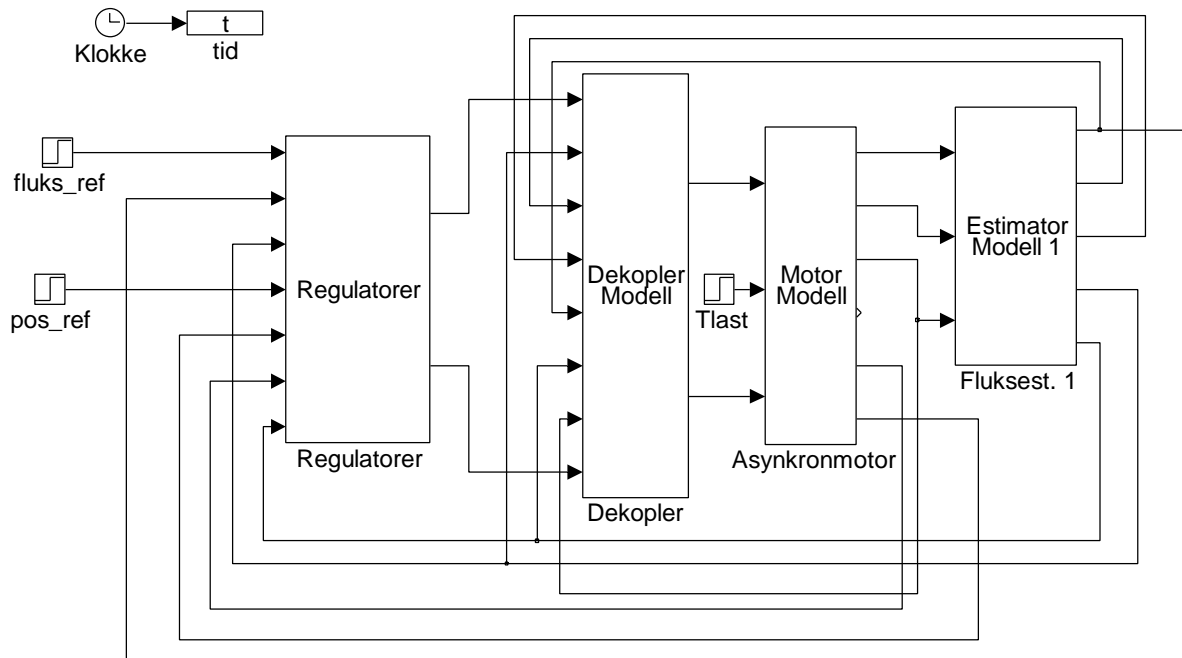 t
Klokke
tid
fluks_ref
pos_ref
Regulatorer
Regulatorer
Dekopler
Modell
Dekopler
Tlast
Motor
Modell
Asynkronmotor
Estimator
Modell 1
Fluksest. 1